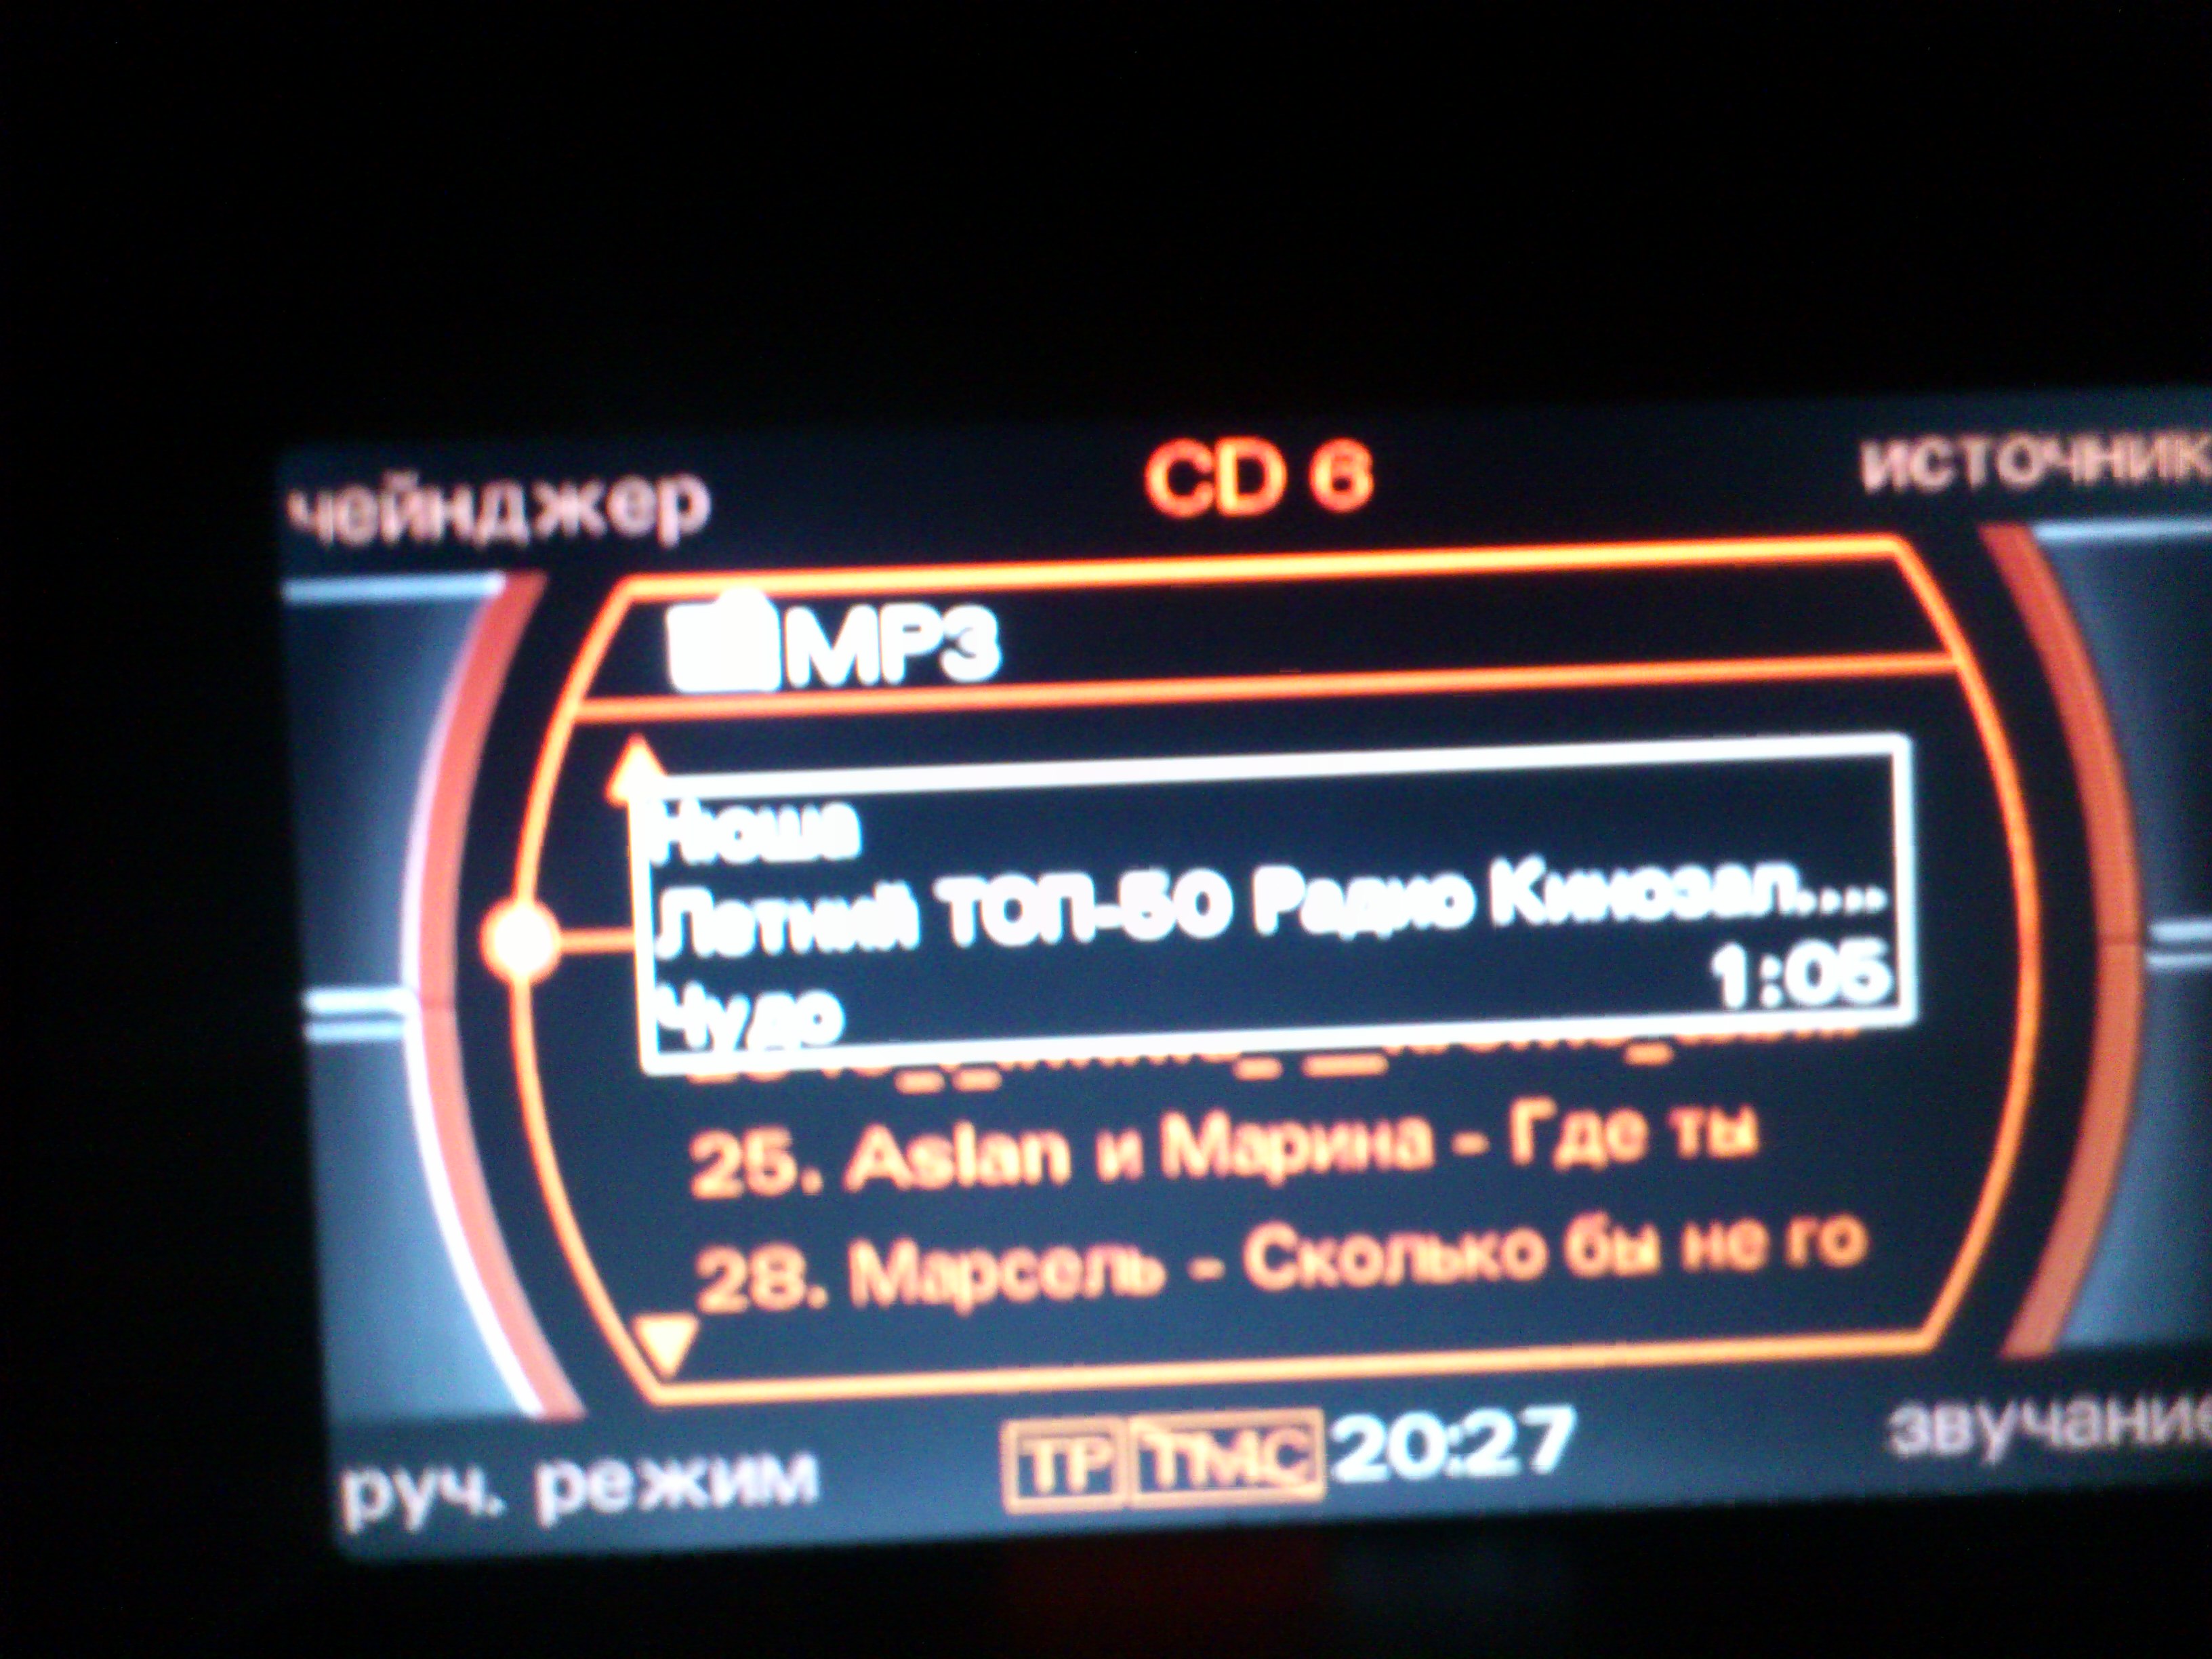 чейнджер CD 6 источник
MP3
Нюша
Летний ТОП-50 Радио Кинозал....
Чудо 1:05
25. Aslan и Марина - Где ты
28. Марсель - Сколько бы не го
руч. режим TP TMC 20:27 звучание